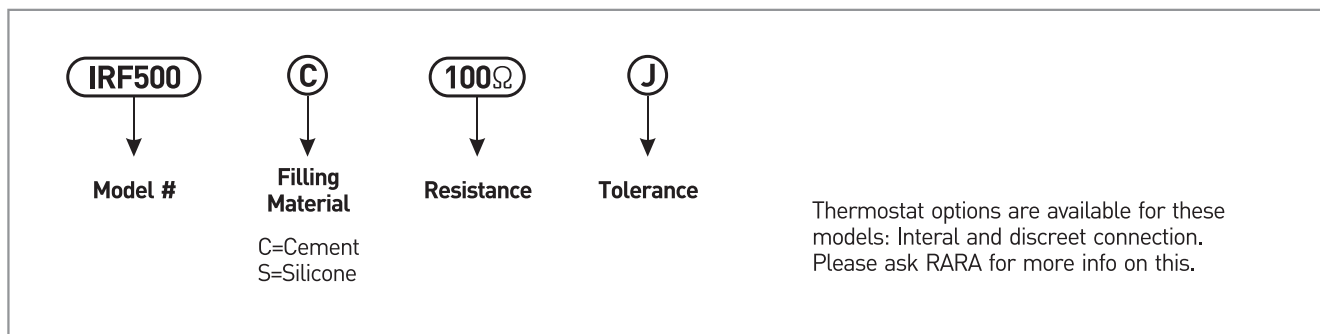 IRF500 C 100Ω J
Model # Filling Material Resistance Tolerance
C=Cement
S=Silicone
Thermostat options are available for these
models: Interal and discreet connection.
Please ask RARA for more info on this.